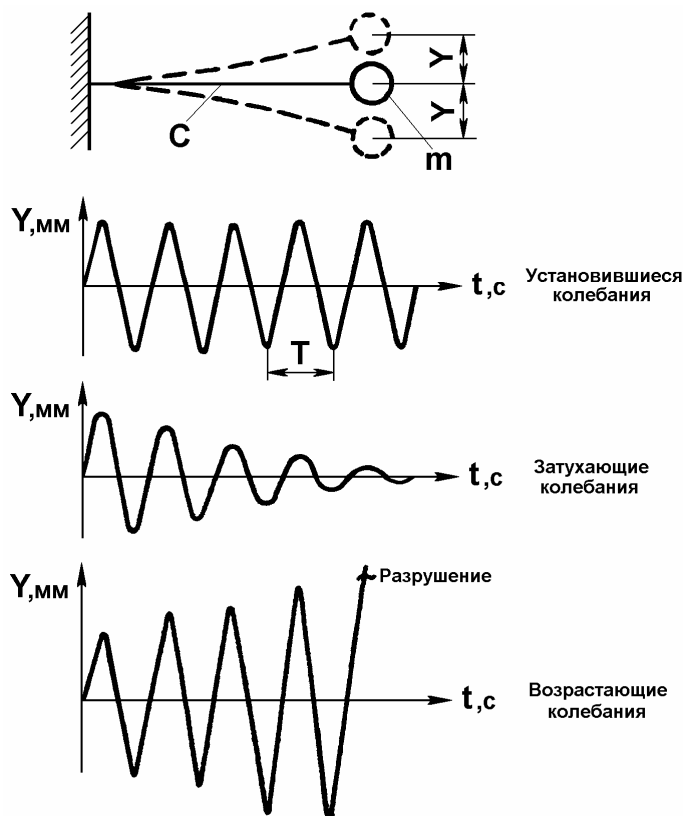 Y
Y
C
m
Y,мм
t,с
Установившиеся
колебания
T
Y,мм
t,с
Затухающие
колебания
Y,мм
Разрушение
t,с
Возрастающие
колебания